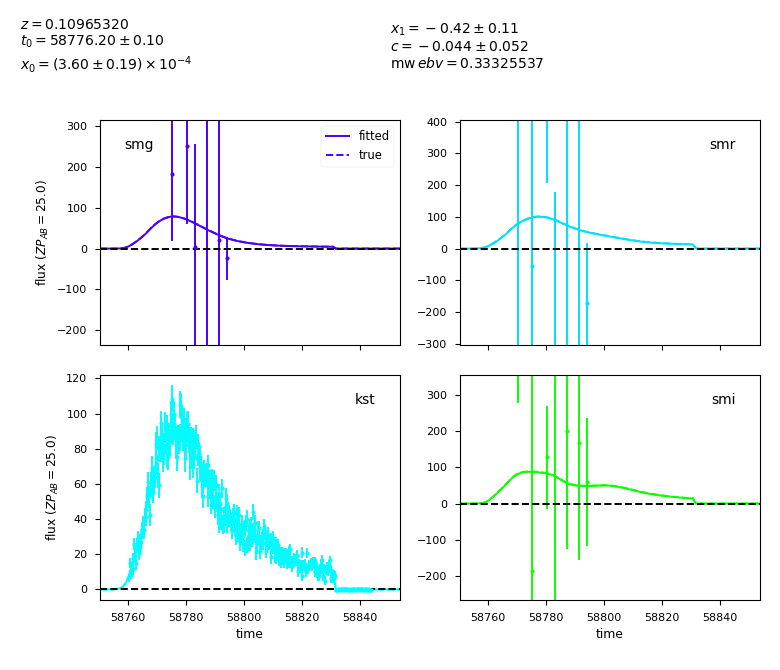 z = 0.10965320
t₀ = 58776.20 ± 0.10
x₀ = (3.60 ± 0.19) × 10⁻⁴
x₁ = −0.42 ± 0.11
c = −0.044 ± 0.052
mw ebv = 0.33325537
300
200
100
0
−100
−200
flux (ZP_AB = 25.0)
smg
fitted
true
400
300
200
100
0
−100
−200
−300
smr
120
100
80
60
40
20
0
flux (ZP_AB = 25.0)
kst
58760 58780 58800 58820 58840
time
300
200
100
0
−100
−200
smi
58760 58780 58800 58820 58840
time